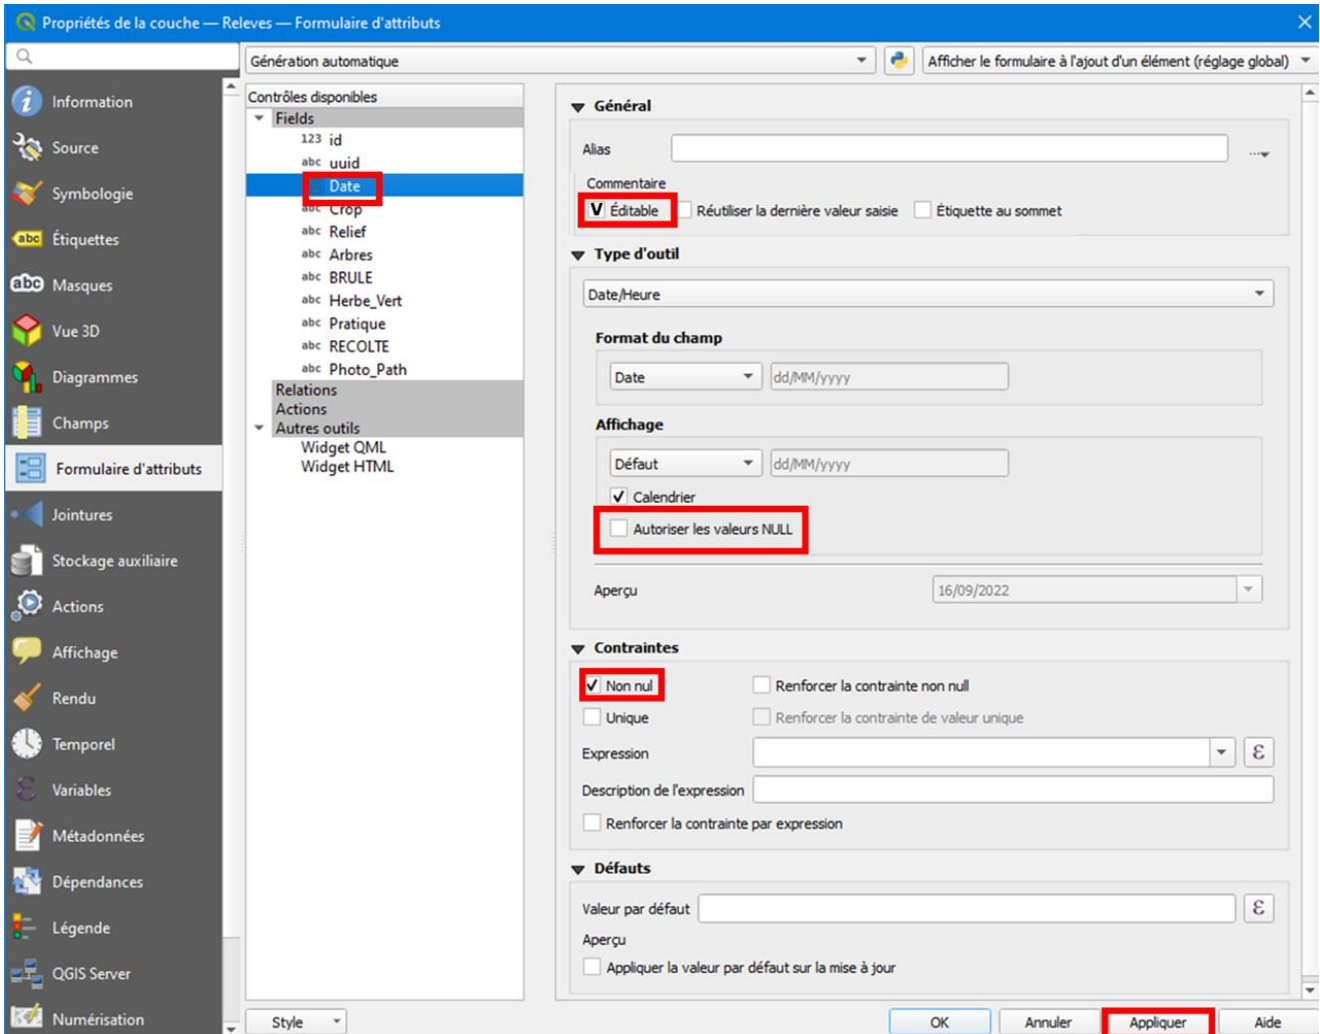 Propriétés de la couche — Releves — Formulaire d'attributs
Génération automatique
Afficher le formulaire à l'ajout d'un élément (réglage global)
Information
Source
Symbologie
abc Étiquettes
abc Masques
Vue 3D
Diagrammes
Champs
Formulaire d'attributs
Jointures
Stockage auxiliaire
Actions
Affichage
Rendu
Temporel
Variables
Métadonnées
Dépendances
Légende
QGIS Server
Numérisation
Contrôles disponibles
Fields
123 id
abc uuid
Date
abc Crop
abc Relief
abc Arbres
abc BRULE
abc Herbe_Vert
abc Pratique
abc RECOLTE
abc Photo_Path
Relations
Actions
Autres outils
Widget QML
Widget HTML
Général
Alias
...
Commentaire
Éditable Réutiliser la dernière valeur saisie Étiquette au sommet
Type d'outil
Date/Heure
Format du champ
Date dd/MM/yyyy
Affichage
Défaut dd/MM/yyyy
Calendrier
Autoriser les valeurs NULL
Aperçu 16/09/2022
Contraintes
Non nul Renforcer la contrainte non null
Unique Renforcer la contrainte de valeur unique
Expression ε
Description de l'expression
Renforcer la contrainte par expression
Défauts
Valeur par défaut ε
Aperçu
Appliquer la valeur par défaut sur la mise à jour
Style OK Annuler Appliquer Aide